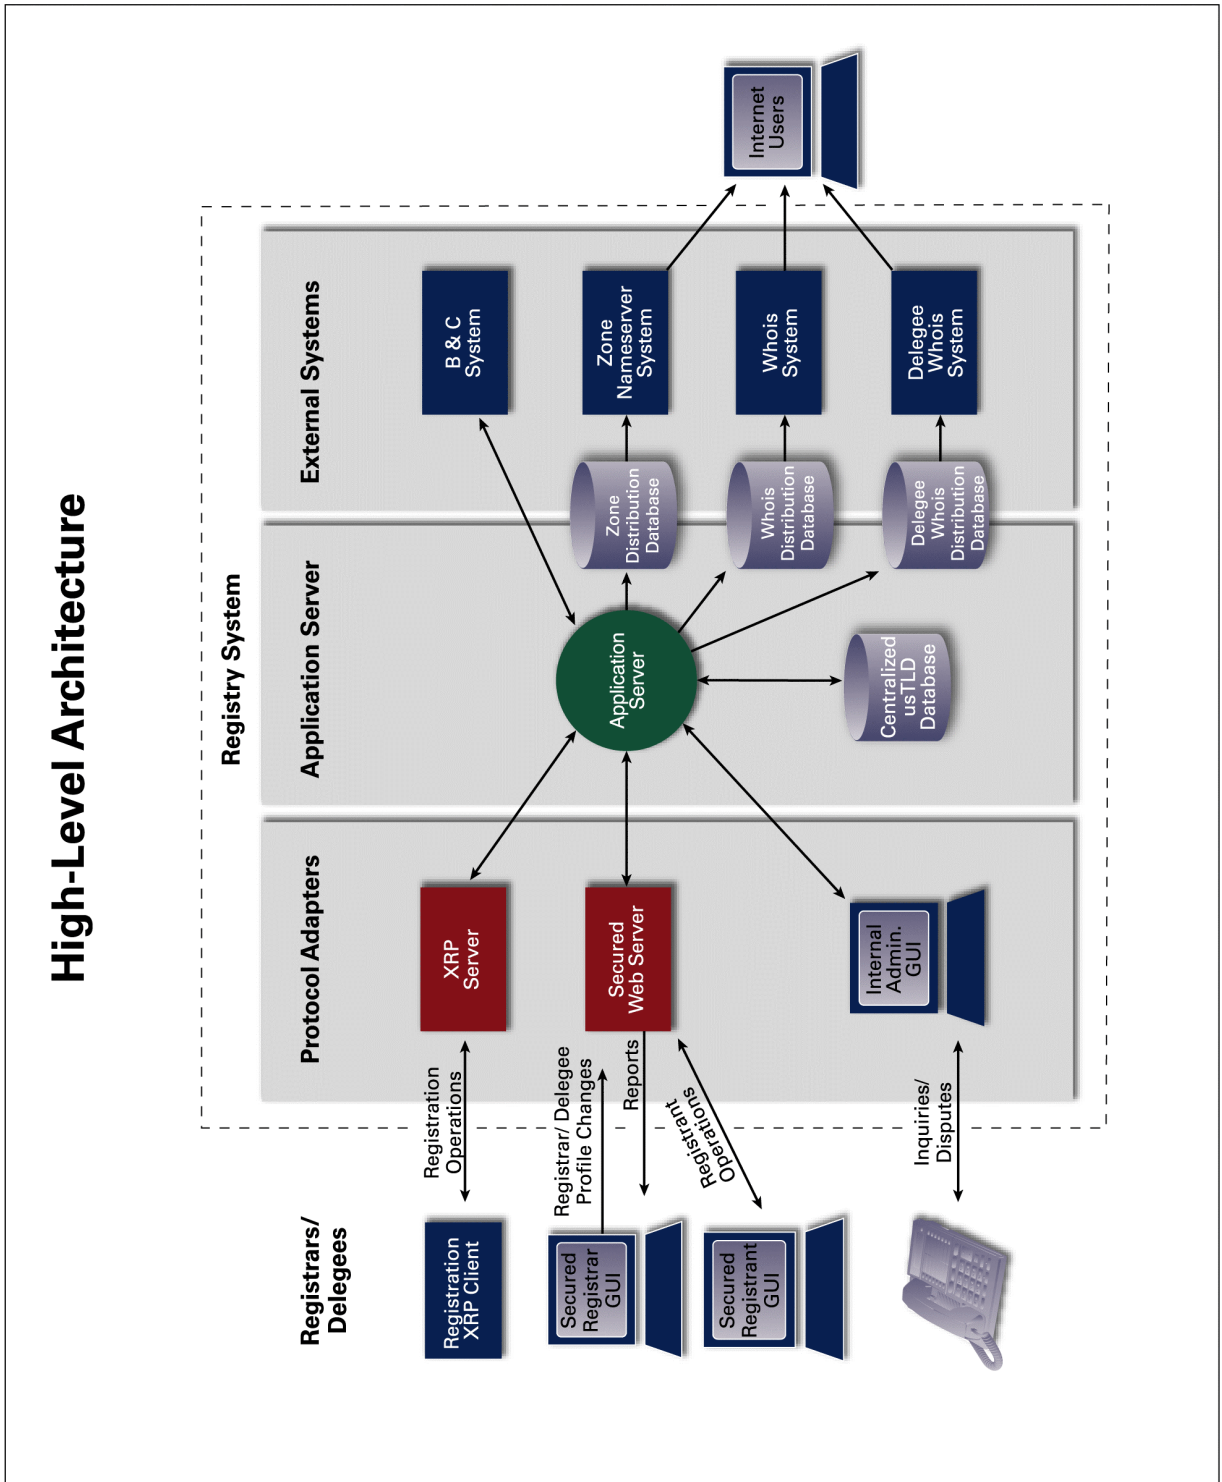 High-Level Architecture
Registry System
Registrars/
Delegees
Protocol Adapters
Application Server
External Systems
Registration
XRP Client
Registration
Operations
XRP
Server
B & C
System
Secured
Registrar
GUI
Registrar/ Delegee
Profile Changes
Reports
Secured
Web Server
Application
Server
Zone
Distribution
Database
Zone
Nameserver
System
Secured
Registrant
GUI
Registrant
Operations
Whois
Distribution
Database
Whois
System
Internet
Users
Inquiries/
Disputes
Internal
Admin.
GUI
Centralized
usTLD
Database
Delegee
Whois
Distribution
Database
Delegee
Whois
System